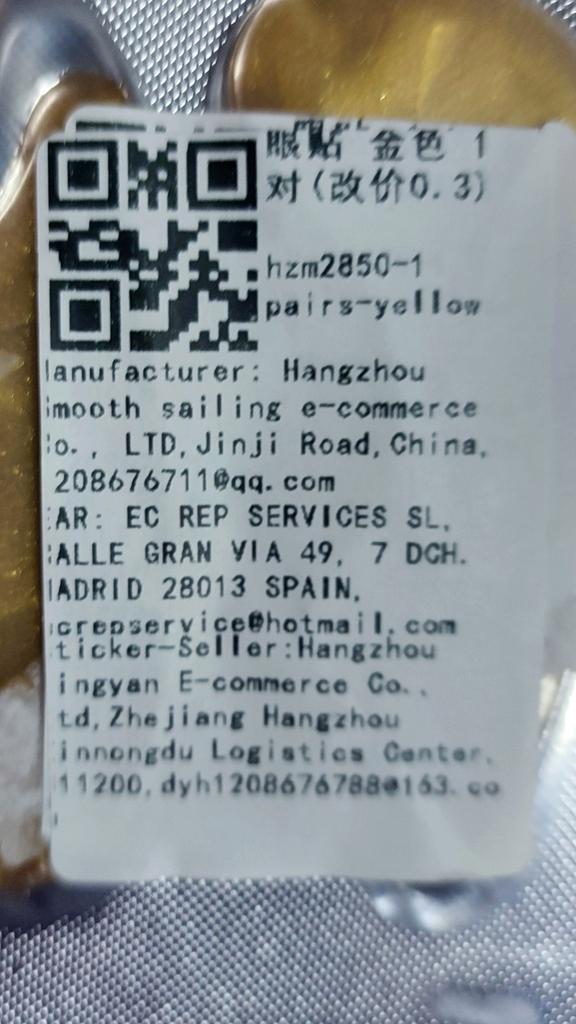 眼贴 金色 1
对(改价0.3)
hzm2850-1
pairs-yellow
anufacturer: Hangzhou
mooth sailing e-commerce
o., LTD,Jinji Road,China,
208676711@qq.com
AR: EC REP SERVICES SL,
ALLE GRAN VIA 49, 7 DCH.
ADRID 28013 SPAIN,
crepservice@hotmail.com
ticker-Seller:Hangzhou
ingyan E-commerce Co.,
td,Zhejiang Hangzhou
innongdu Logistics Center,
11200,dyh1208676788@163.co